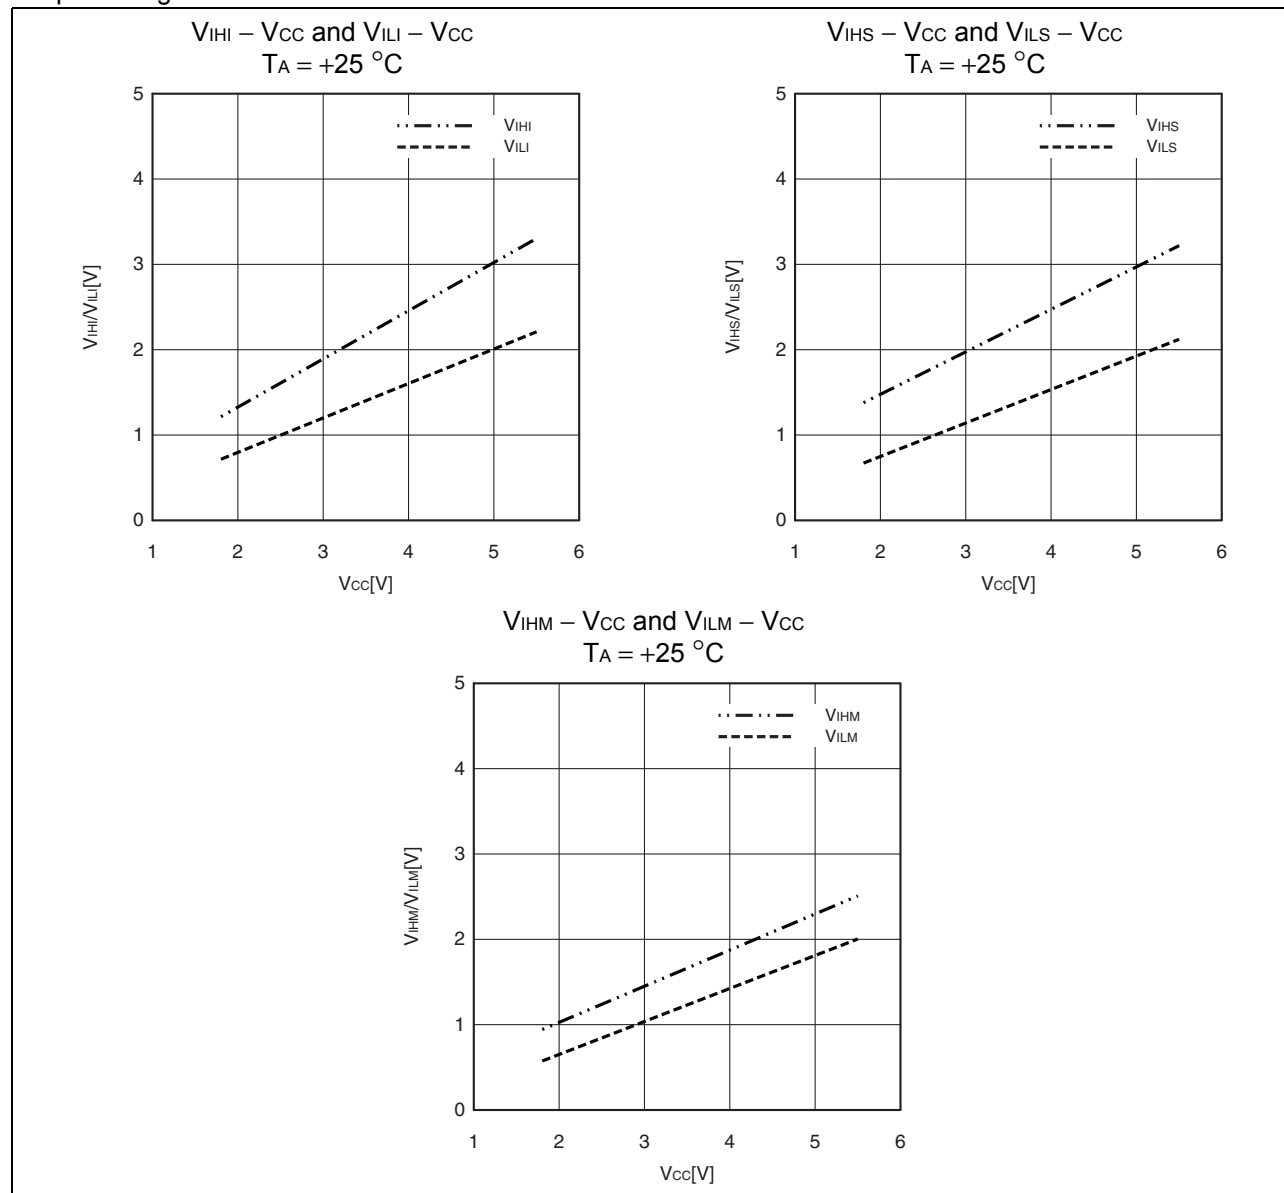 VIHI – VCC and VILI – VCC
TA = +25 °C
5
4
3
2
1
0
1 2 3 4 5 6
VIHI/VILI[V]
VCC[V]
VIHI
VILI
VIHS – VCC and VILS – VCC
TA = +25 °C
5
4
3
2
1
0
1 2 3 4 5 6
VIHS/VILS[V]
VCC[V]
VIHS
VILS
VIHM – VCC and VILM – VCC
TA = +25 °C
5
4
3
2
1
0
1 2 3 4 5 6
VIHM/VILM[V]
VCC[V]
VIHM
VILM